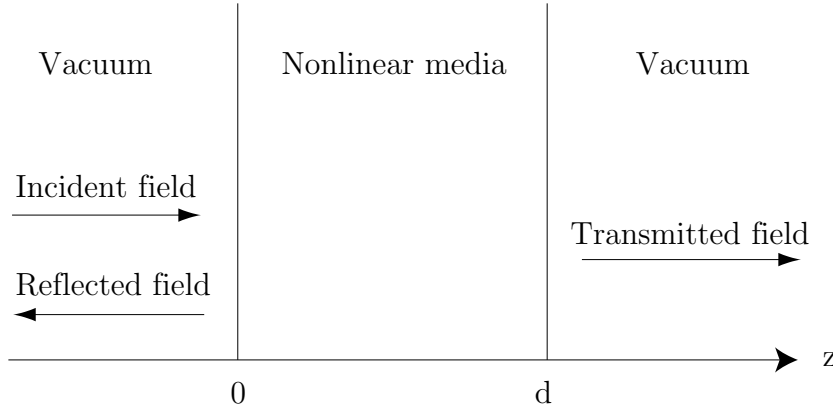 Vacuum
Nonlinear media
Vacuum
Incident field
Reflected field
Transmitted field
z
0
d